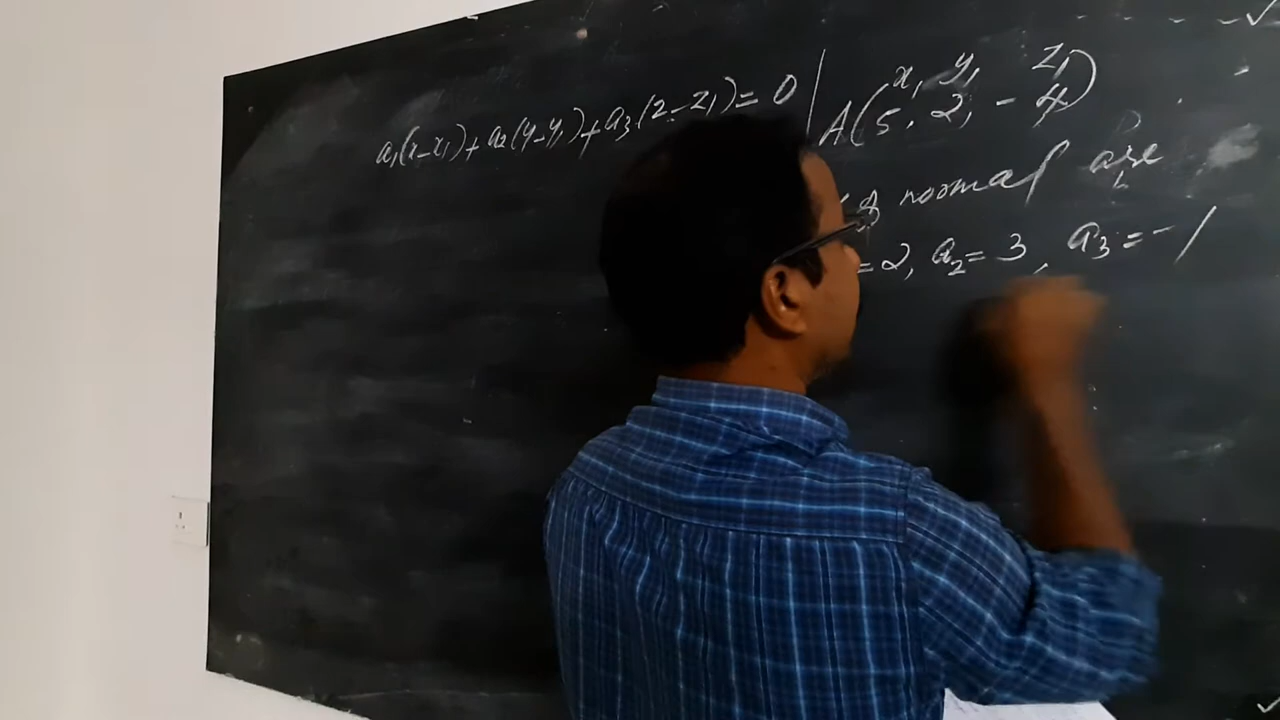 a₁(x-x₁)+a₂(y-y₁)+a₃(z-z₁)=0
x₁ y₁ z₁
A(5, 2, -4)
normal are
=2, a₂=3, a₃=-1